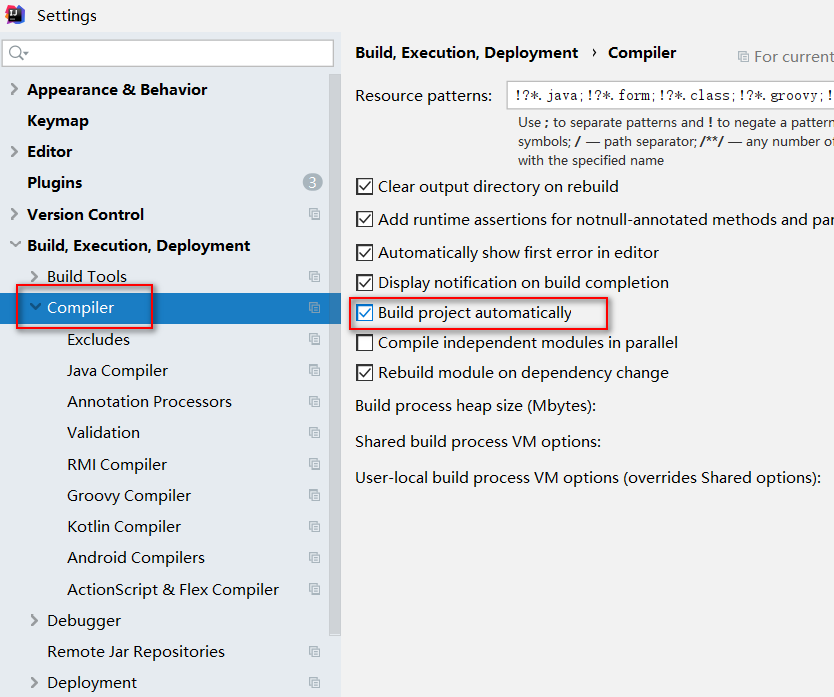 Settings
Appearance & Behavior
Keymap
Editor
Plugins 3
Version Control
Build, Execution, Deployment
Build Tools
Compiler
Excludes
Java Compiler
Annotation Processors
Validation
RMI Compiler
Groovy Compiler
Kotlin Compiler
Android Compilers
ActionScript & Flex Compiler
Debugger
Remote Jar Repositories
Deployment
Build, Execution, Deployment › Compiler For current
Resource patterns: !?*.java;!?*.form;!?*.class;!?*.groovy;!
Use ; to separate patterns and ! to negate a pattern
symbols; / — path separator; /**/ — any number of
with the specified name
Clear output directory on rebuild
Add runtime assertions for notnull-annotated methods and par
Automatically show first error in editor
Display notification on build completion
Build project automatically
Compile independent modules in parallel
Rebuild module on dependency change
Build process heap size (Mbytes):
Shared build process VM options:
User-local build process VM options (overrides Shared options):